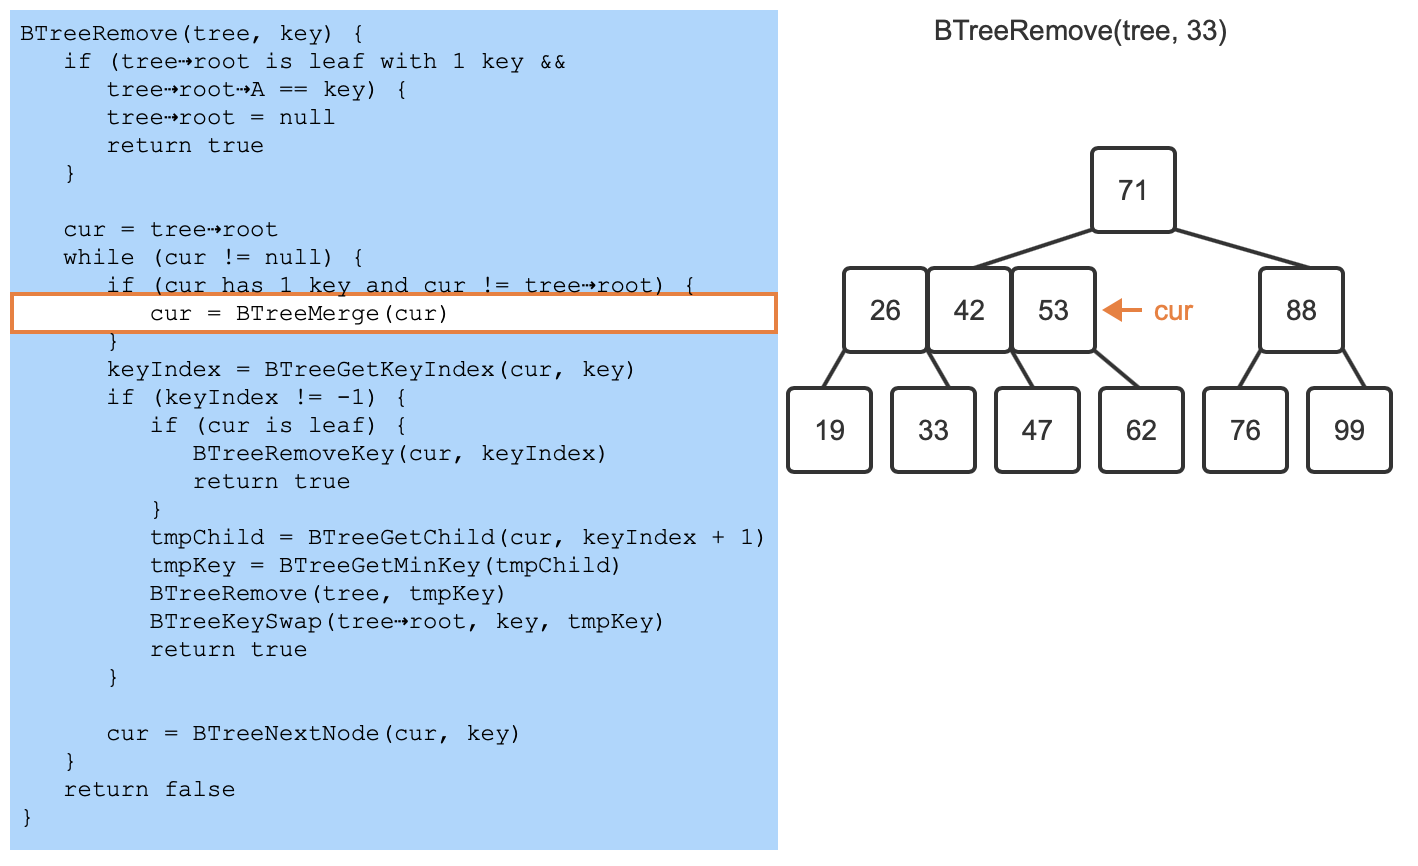 BTreeRemove(tree, key) {
   if (tree⇢root is leaf with 1 key &&
      tree⇢root⇢A == key) {
      tree⇢root = null
      return true
   }

   cur = tree⇢root
   while (cur != null) {
      if (cur has 1 key and cur != tree⇢root) {
         cur = BTreeMerge(cur)
      }
      keyIndex = BTreeGetKeyIndex(cur, key)
      if (keyIndex != -1) {
         if (cur is leaf) {
            BTreeRemoveKey(cur, keyIndex)
            return true
         }
         tmpChild = BTreeGetChild(cur, keyIndex + 1)
         tmpKey = BTreeGetMinKey(tmpChild)
         BTreeRemove(tree, tmpKey)
         BTreeKeySwap(tree⇢root, key, tmpKey)
         return true
      }

      cur = BTreeNextNode(cur, key)
   }
   return false
}
BTreeRemove(tree, 33)
71
26 42 53 cur 88
19 33 47 62 76 99